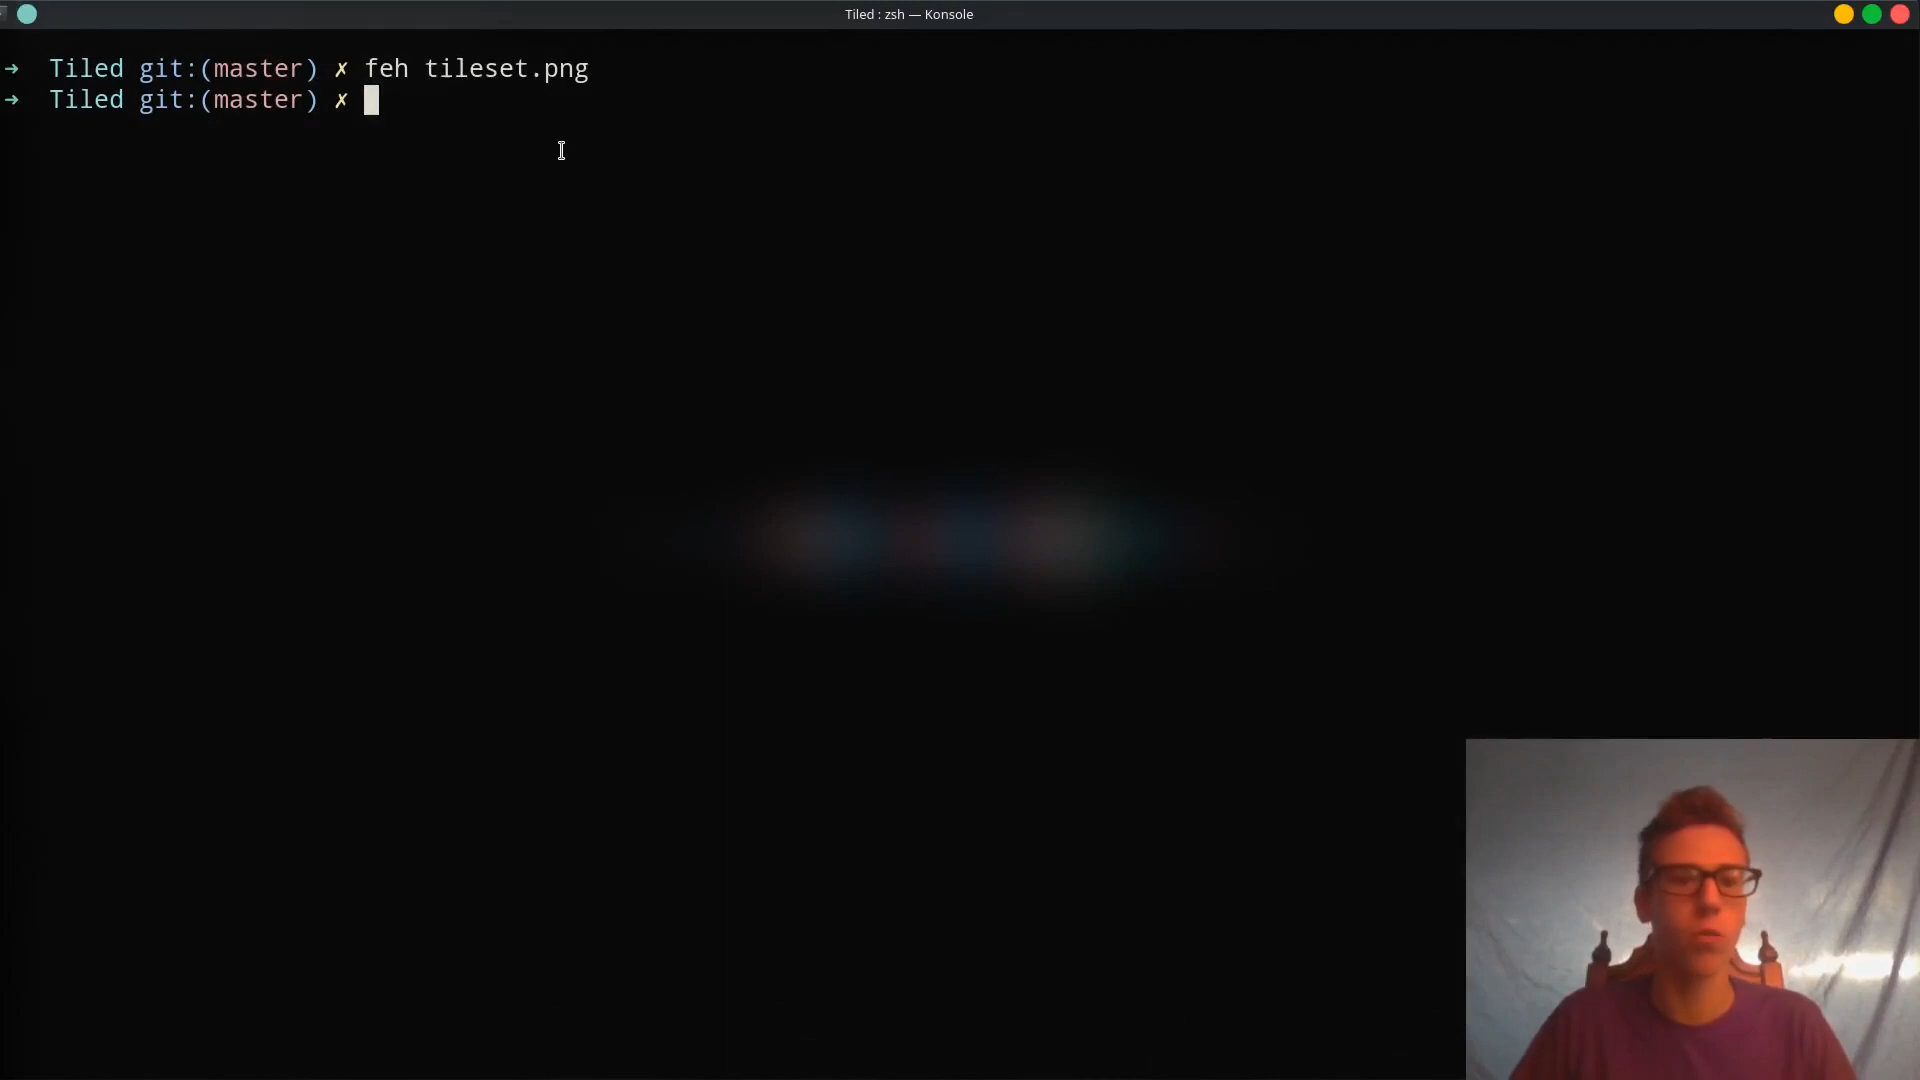 Tiled : zsh — Konsole
➜ Tiled git:(master) ✗ feh tileset.png
➜ Tiled git:(master) ✗